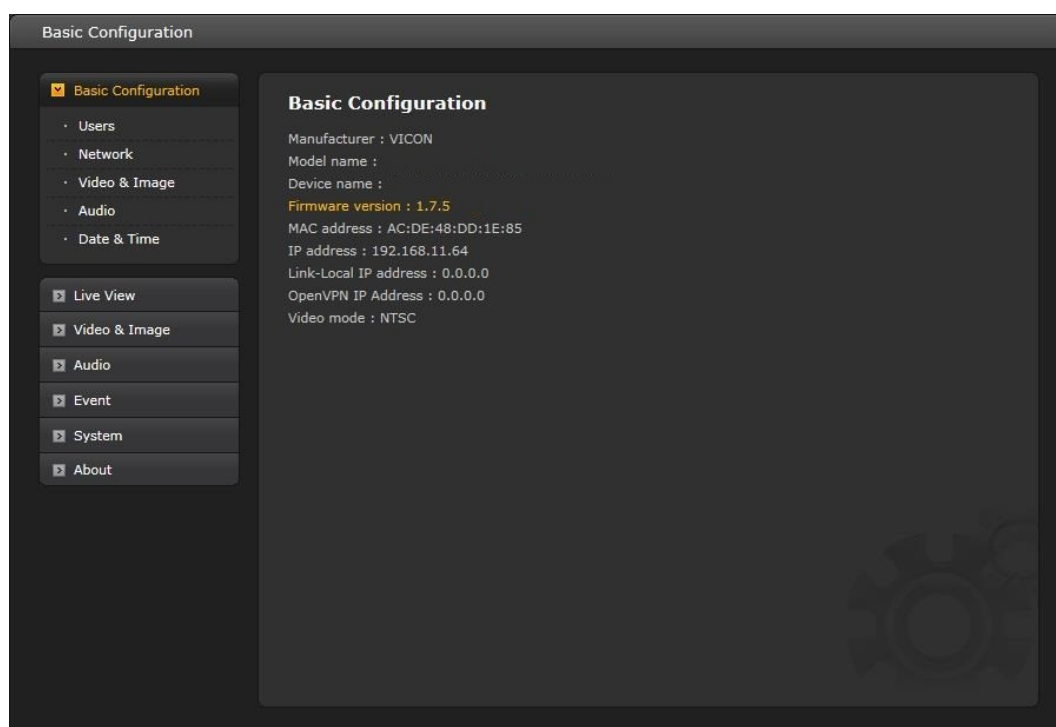 Basic Configuration
Basic Configuration
· Users
· Network
· Video & Image
· Audio
· Date & Time
Live View
Video & Image
Audio
Event
System
About
Basic Configuration
Manufacturer : VICON
Model name :
Device name :
Firmware version : 1.7.5
MAC address : AC:DE:48:DD:1E:85
IP address : 192.168.11.64
Link-Local IP address : 0.0.0.0
OpenVPN IP Address : 0.0.0.0
Video mode : NTSC